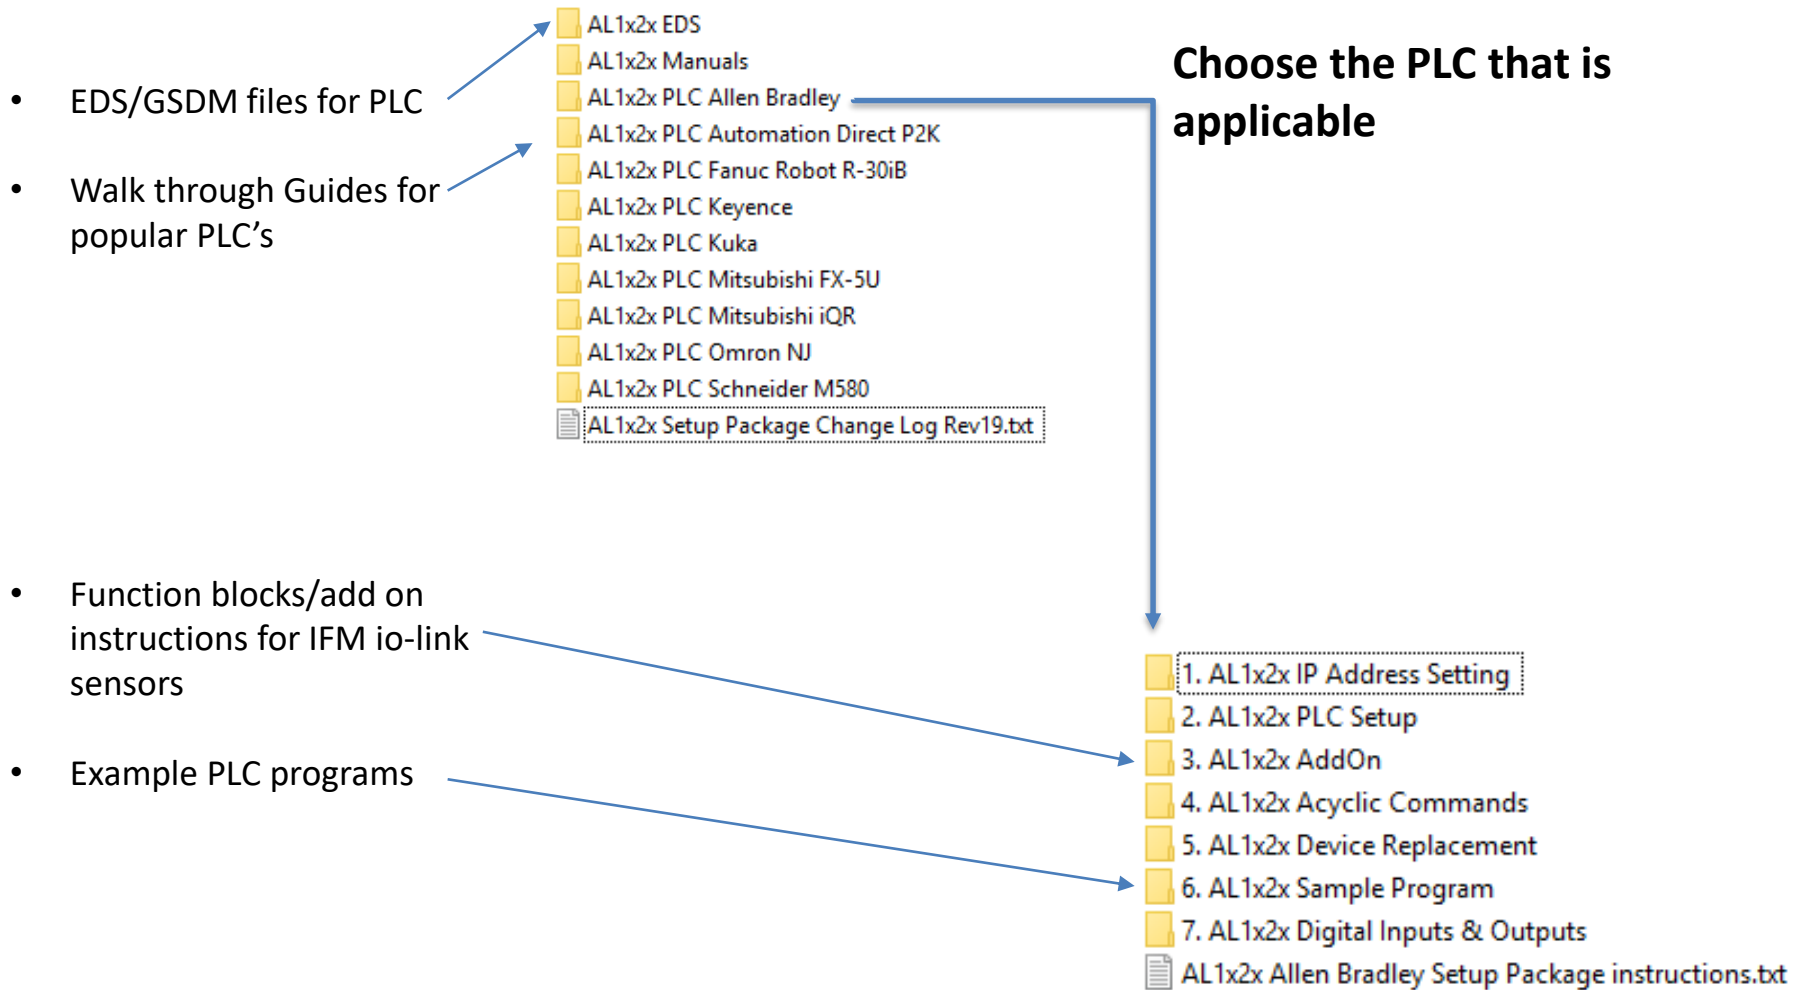 • EDS/GSDM files for PLC
• Walk through Guides for
popular PLC’s
AL1x2x EDS
AL1x2x Manuals
AL1x2x PLC Allen Bradley
AL1x2x PLC Automation Direct P2K
AL1x2x PLC Fanuc Robot R-30iB
AL1x2x PLC Keyence
AL1x2x PLC Kuka
AL1x2x PLC Mitsubishi FX-5U
AL1x2x PLC Mitsubishi iQR
AL1x2x PLC Omron NJ
AL1x2x PLC Schneider M580
AL1x2x Setup Package Change Log Rev19.txt
Choose the PLC that is
applicable
• Function blocks/add on
instructions for IFM io-link
sensors
• Example PLC programs
1. AL1x2x IP Address Setting
2. AL1x2x PLC Setup
3. AL1x2x AddOn
4. AL1x2x Acyclic Commands
5. AL1x2x Device Replacement
6. AL1x2x Sample Program
7. AL1x2x Digital Inputs & Outputs
AL1x2x Allen Bradley Setup Package instructions.txt